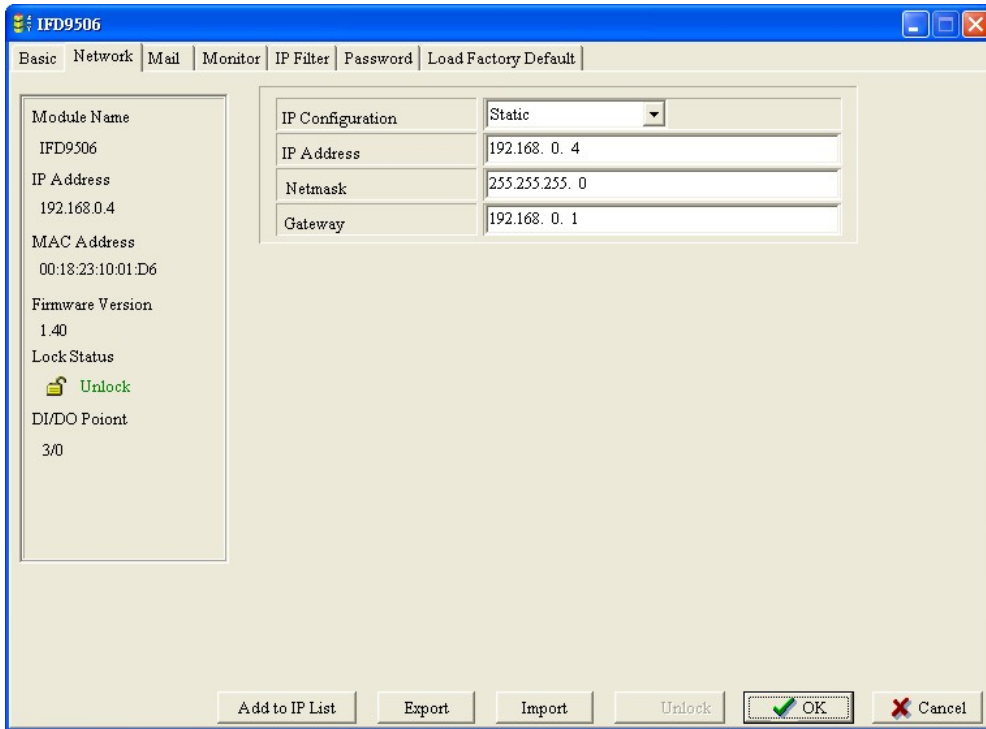 IFD9506
Basic Network Mail Monitor IP Filter Password Load Factory Default
Module Name
IFD9506
IP Address
192.168.0.4
MAC Address
00:18:23:10:01:D6
Firmware Version
1.40
Lock Status
Unlock
DI/DO Poiont
3/0
IP Configuration Static
IP Address 192.168. 0. 4
Netmask 255.255.255. 0
Gateway 192.168. 0. 1
Add to IP List Export Import Unlock OK Cancel